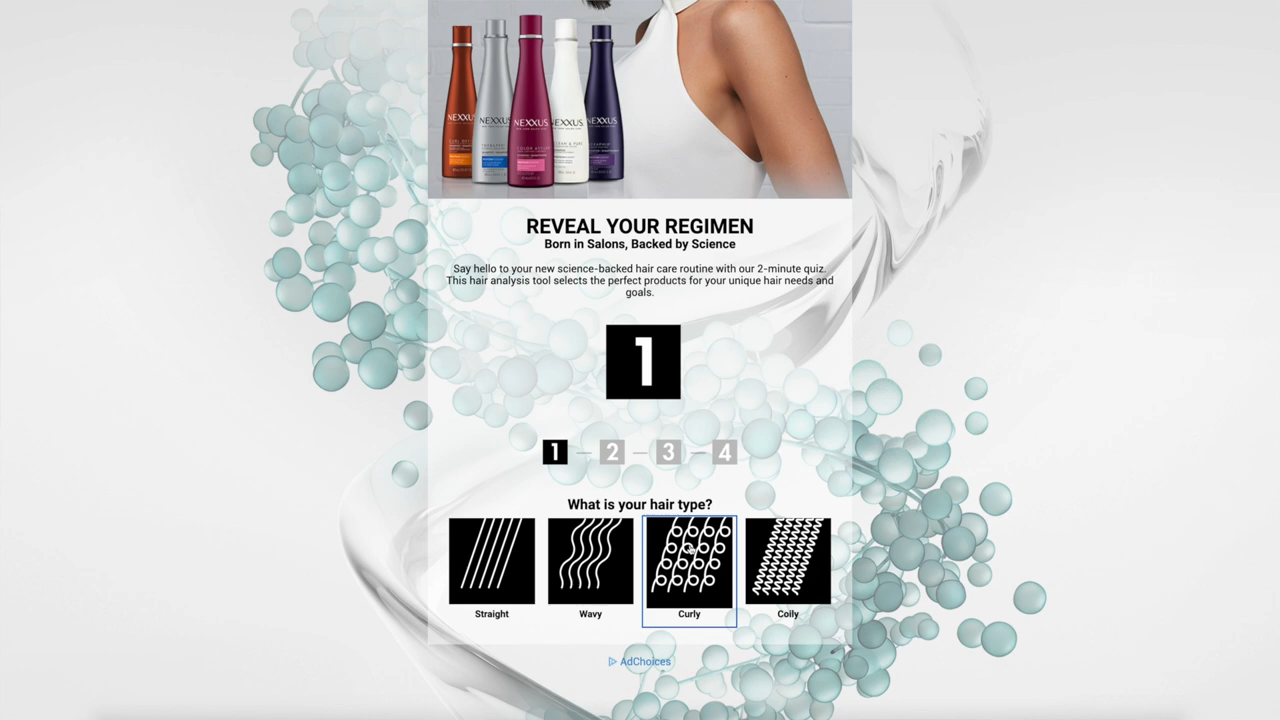 NEXXUS NEXXUS NEXXUS NEXXUS NEXXUS
REVEAL YOUR REGIMEN
Born in Salons, Backed by Science
Say hello to your new science-backed hair care routine with our 2-minute quiz.
This hair analysis tool selects the perfect products for your unique hair needs and
goals.
1
1 2 3 4
What is your hair type?
Straight Wavy Curly Coily
AdChoices